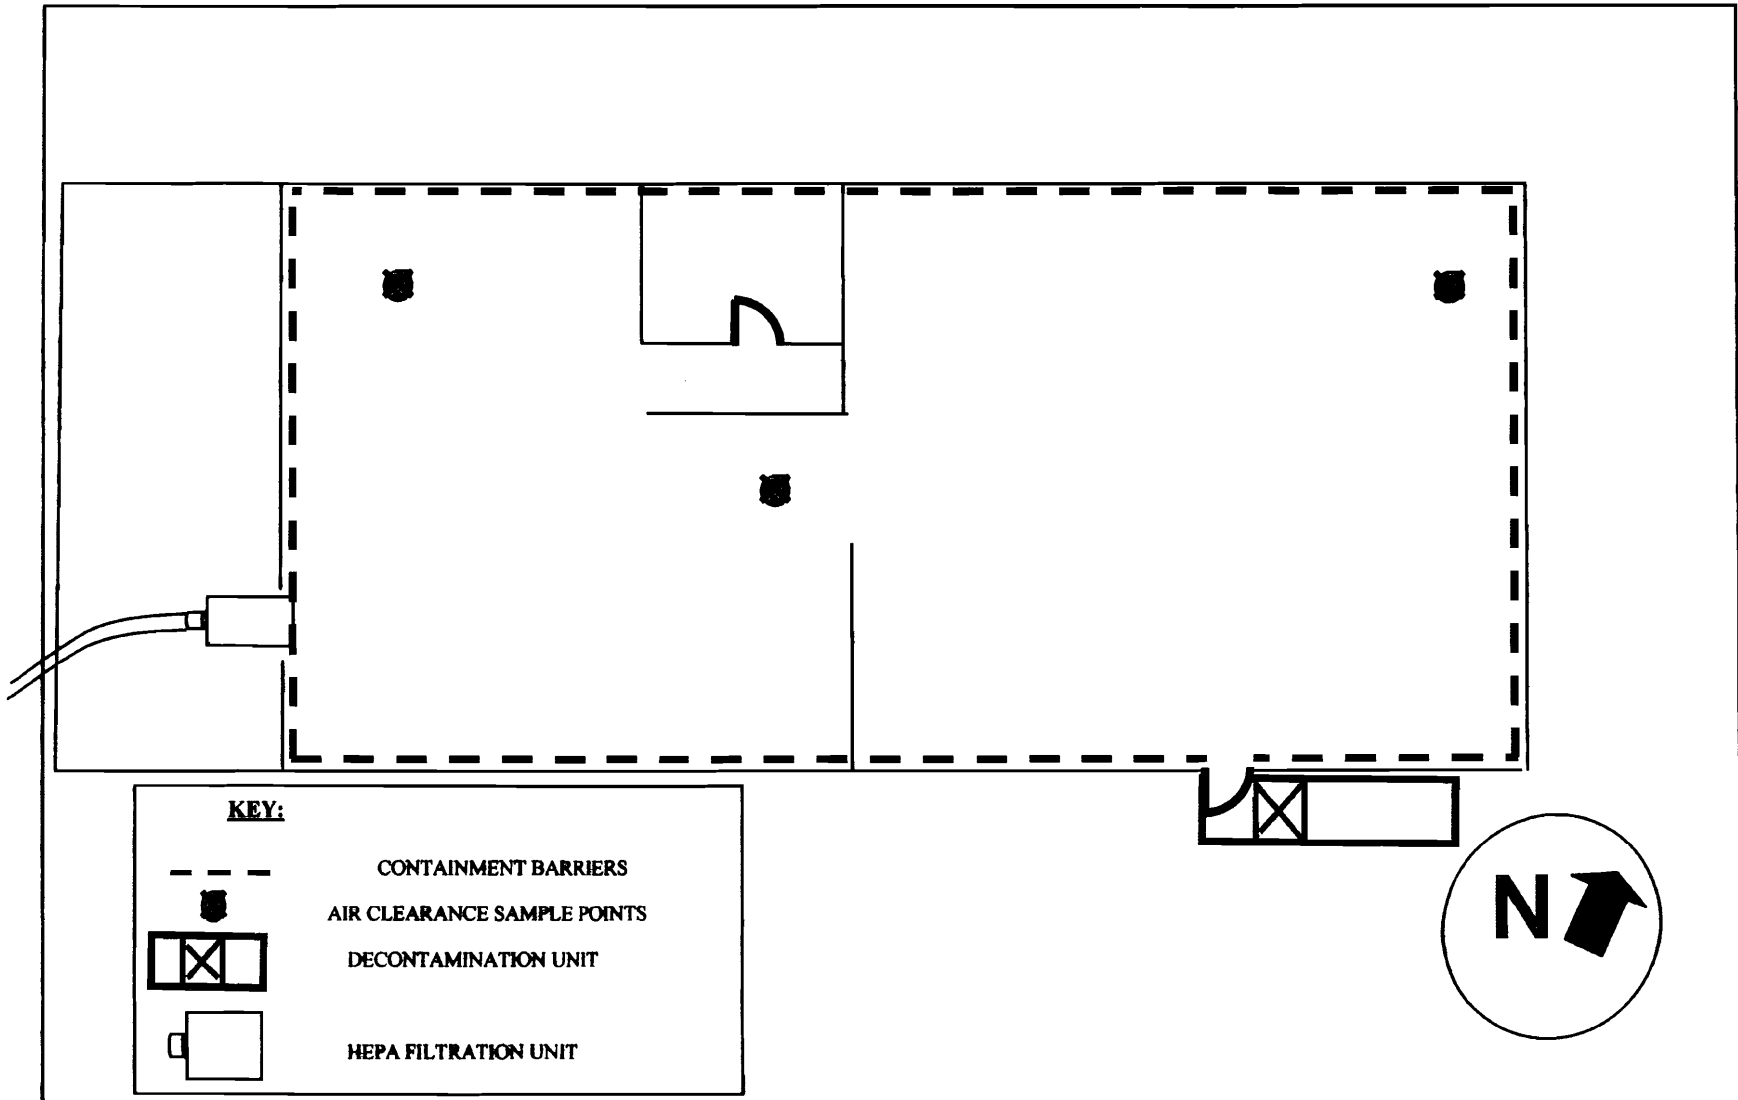 KEY:
CONTAINMENT BARRIERS
AIR CLEARANCE SAMPLE POINTS
DECONTAMINATION UNIT
HEPA FILTRATION UNIT
N